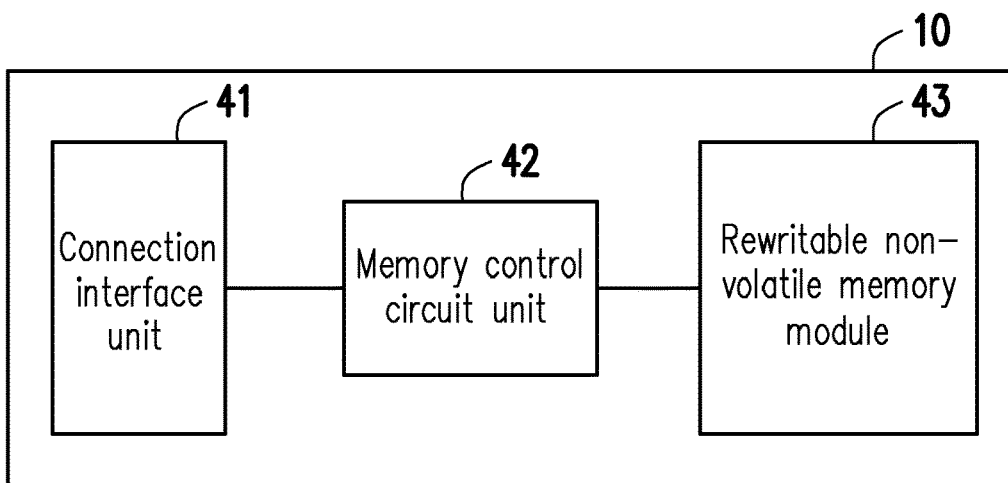 10
41
Connection
interface
unit
42
Memory control
circuit unit
43
Rewritable non-
volatile memory
module